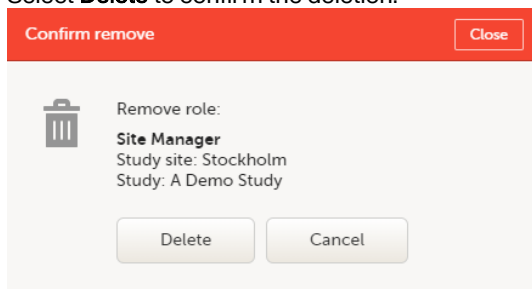 Select Delete to confirm the deletion.
Confirm remove
Close
Remove role:
Site Manager
Study site: Stockholm
Study: A Demo Study
Delete
Cancel